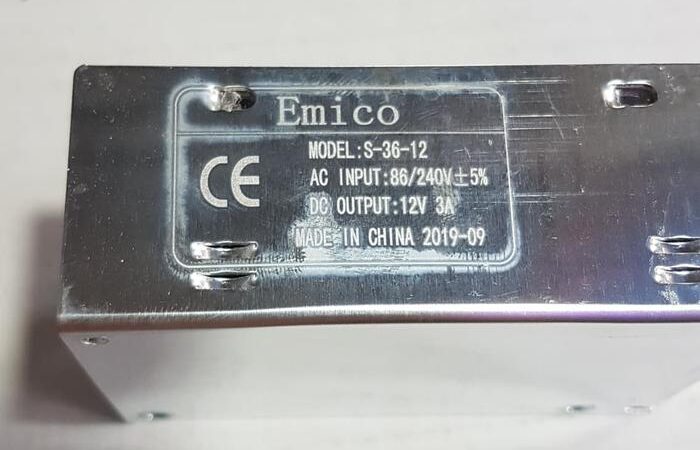 Emico
CE
MODEL:S-36-12
AC INPUT:86/240V±5%
DC OUTPUT:12V 3A
MADE IN CHINA 2019-09